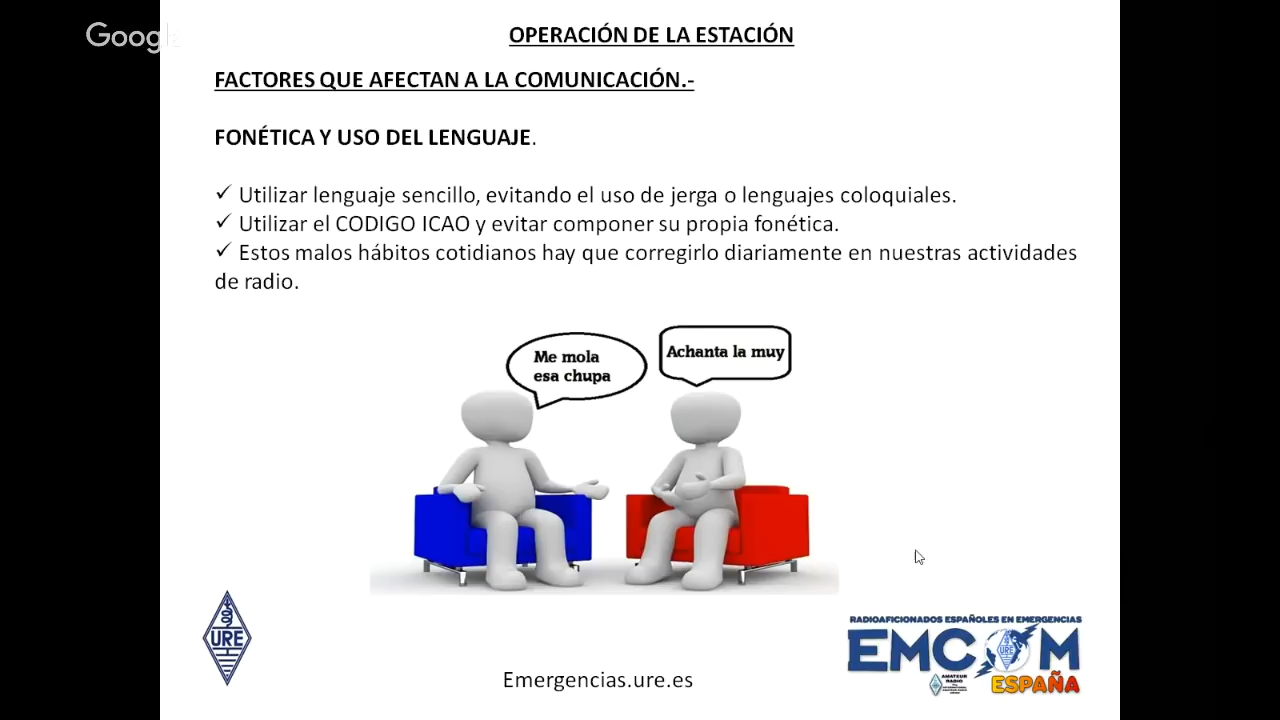 Google
OPERACIÓN DE LA ESTACIÓN
FACTORES QUE AFECTAN A LA COMUNICACIÓN.-
FONÉTICA Y USO DEL LENGUAJE.
✓ Utilizar lenguaje sencillo, evitando el uso de jerga o lenguajes coloquiales.
✓ Utilizar el CODIGO ICAO y evitar componer su propia fonética.
✓ Estos malos hábitos cotidianos hay que corregirlo diariamente en nuestras actividades
de radio.
Me mola
esa chupa
Achanta la muy
URE
RADIOAFICIONADOS ESPAÑOLES EN EMERGENCIAS
EMCOM
URE
AMATEUR
RADIO
ESPAÑA
Emergencias.ure.es